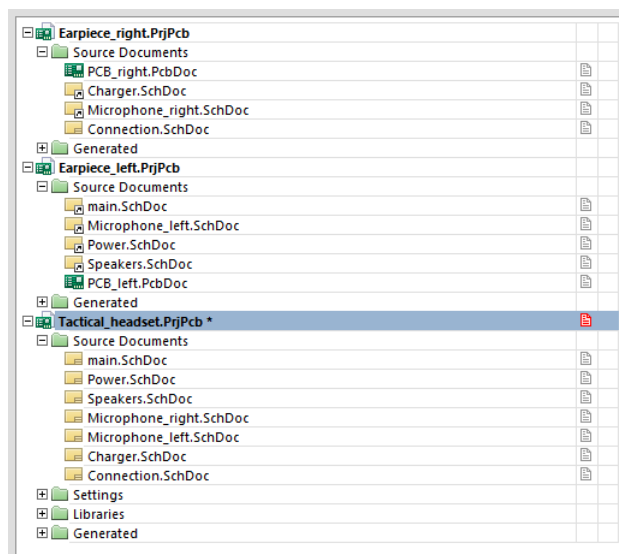 Earpiece_right.PrjPcb
Source Documents
PCB_right.PcbDoc
Charger.SchDoc
Microphone_right.SchDoc
Connection.SchDoc
Generated
Earpiece_left.PrjPcb
Source Documents
main.SchDoc
Microphone_left.SchDoc
Power.SchDoc
Speakers.SchDoc
PCB_left.PcbDoc
Generated
Tactical_headset.PrjPcb *
Source Documents
main.SchDoc
Power.SchDoc
Speakers.SchDoc
Microphone_right.SchDoc
Microphone_left.SchDoc
Charger.SchDoc
Connection.SchDoc
Settings
Libraries
Generated